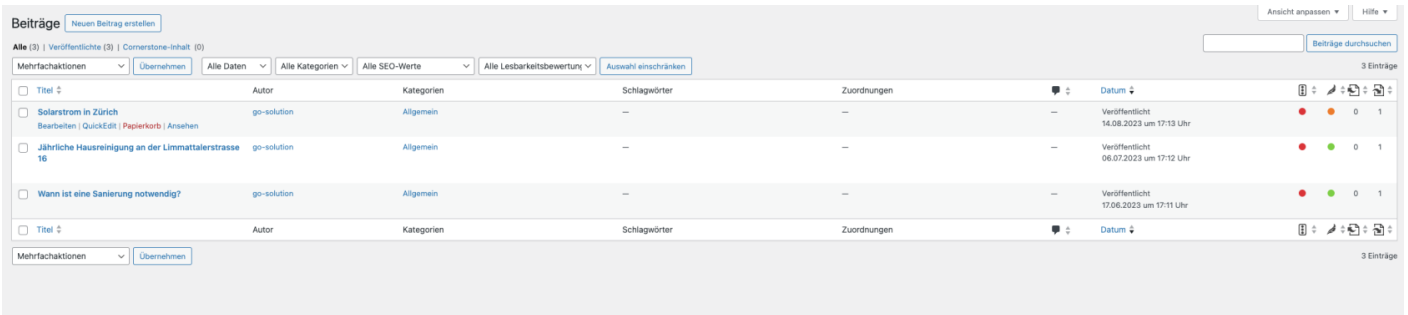 Ansicht anpassen Hilfe
Beiträge Neuen Beitrag erstellen
Alle (3) | Veröffentlichte (3) | Cornerstone-Inhalt (0)
Beiträge durchsuchen
Mehrfachaktionen Übernehmen Alle Daten Alle Kategorien Alle SEO-Werte Alle Lesbarkeitsbewertung Auswahl einschränken 3 Einträge
Titel Autor Kategorien Schlagwörter Zuordnungen Datum
Solarstrom in Zürich go-solution Allgemein — — — Veröffentlicht 0 1
Bearbeiten | QuickEdit | Papierkorb | Ansehen 14.08.2023 um 17:13 Uhr
Jährliche Hausreinigung an der Limmattalerstrasse go-solution Allgemein — — — Veröffentlicht 0 1
16 06.07.2023 um 17:12 Uhr
Wann ist eine Sanierung notwendig? go-solution Allgemein — — — Veröffentlicht 0 1
17.06.2023 um 17:11 Uhr
Titel Autor Kategorien Schlagwörter Zuordnungen Datum
Mehrfachaktionen Übernehmen 3 Einträge